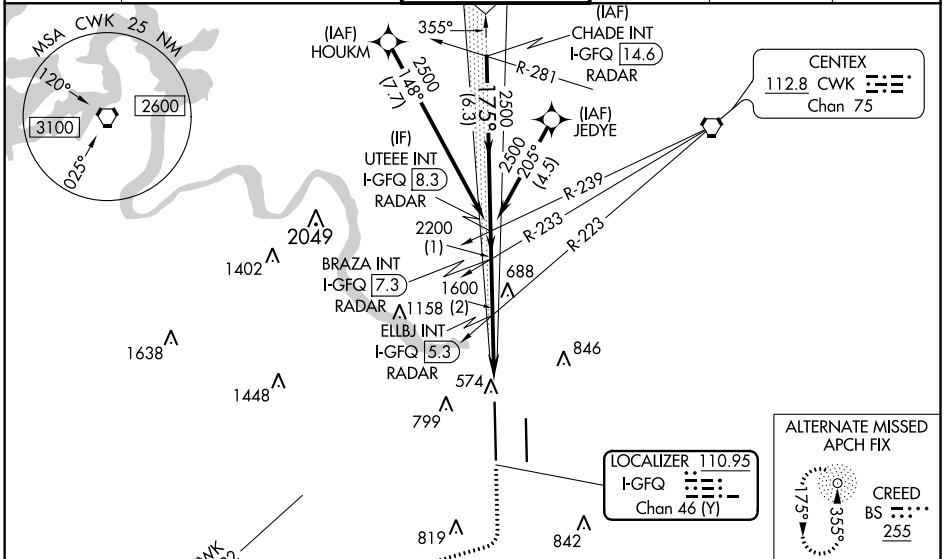 MSA CWK 25 NM
120°
3100
2600
025°
(IAF)
HOUKM
2500
148°
(7.7)
355°
(IAF)
CHADE INT
I-GFQ 14.6
RADAR
R-281
2500
175°
(6.3)
(IAF)
JEDYE
2500
205°
(4.5)
CENTEX
112.8 CWK
Chan 75
(IF)
UTEEE INT
I-GFQ 8.3
RADAR
R-239
R-233
R-223
2200
(1)
2049
1402
BRAZA INT
I-GFQ 7.3
RADAR
1600
(2)
688
1158
ELLBJ INT
I-GFQ 5.3
RADAR
1638
846
1448
574
799
LOCALIZER 110.95
I-GFQ
Chan 46 (Y)
ALTERNATE MISSED
APCH FIX
175°
355°
CREED
BS
255
819
842
CWK